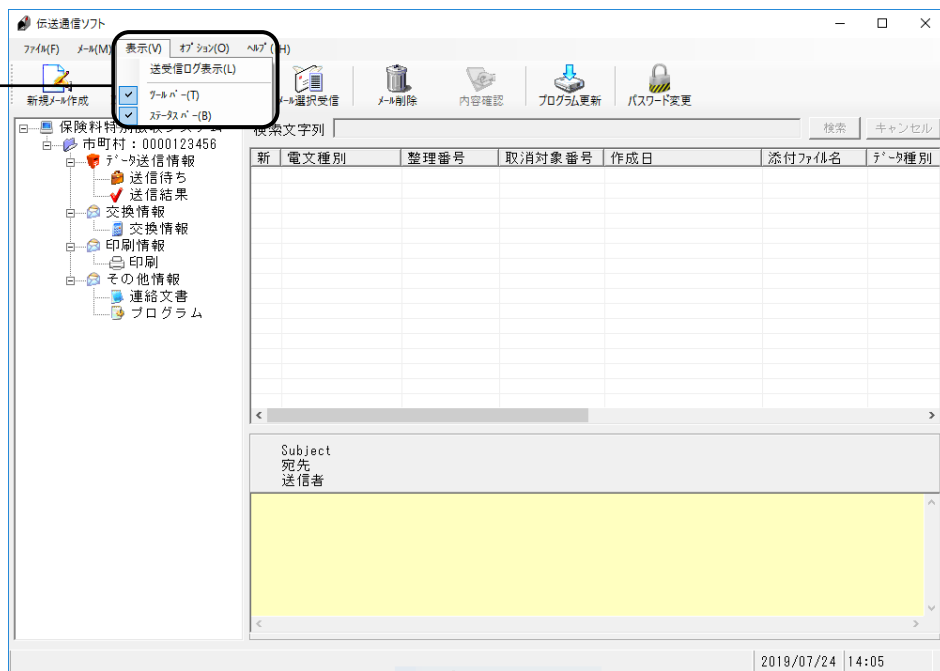 伝送通信ソフト
ﾌｧｲﾙ(F) ﾒｰﾙ(M) 表示(V) ｵﾌﾟｼｮﾝ(O) ﾍﾙﾌﾟ(H)
送受信ログ表示(L)
ﾂｰﾙﾊﾞｰ(T)
ｽﾃｰﾀｽﾊﾞｰ(B)
新規ﾒｰﾙ作成 ﾒｰﾙ選択受信 ﾒｰﾙ削除 内容確認 ﾌﾟﾛｸﾞﾗﾑ更新 ﾊﾟｽﾜｰﾄﾞ変更
保険料特別徴収システム
市町村：0000123456
ﾃﾞｰﾀ送信情報
送信待ち
送信結果
交換情報
交換情報
印刷情報
印刷
その他情報
連絡文書
プログラム
検索文字列 検索 キャンセル
新 電文種別 整理番号 取消対象番号 作成日 添付ﾌｧｲﾙ名 ﾃﾞｰﾀ種別
Subject
宛先
送信者
2019/07/24 14:05